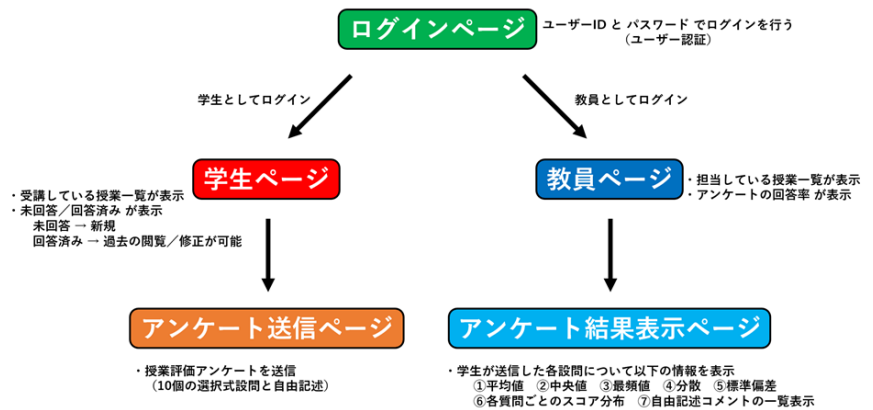 ログインページ
ユーザーID と パスワード でログインを行う
（ユーザー認証）
学生としてログイン
教員としてログイン
学生ページ
教員ページ
・受講している授業一覧が表示
・未回答／回答済み が表示
未回答 → 新規
回答済み → 過去の閲覧／修正が可能
・担当している授業一覧が表示
・アンケートの回答率 が表示
アンケート送信ページ
アンケート結果表示ページ
・授業評価アンケートを送信
（10個の選択式設問と自由記述）
・学生が送信した各設問について以下の情報を表示
①平均値 ②中央値 ③最頻値 ④分散 ⑤標準偏差
⑥各質問ごとのスコア分布 ⑦自由記述コメントの一覧表示